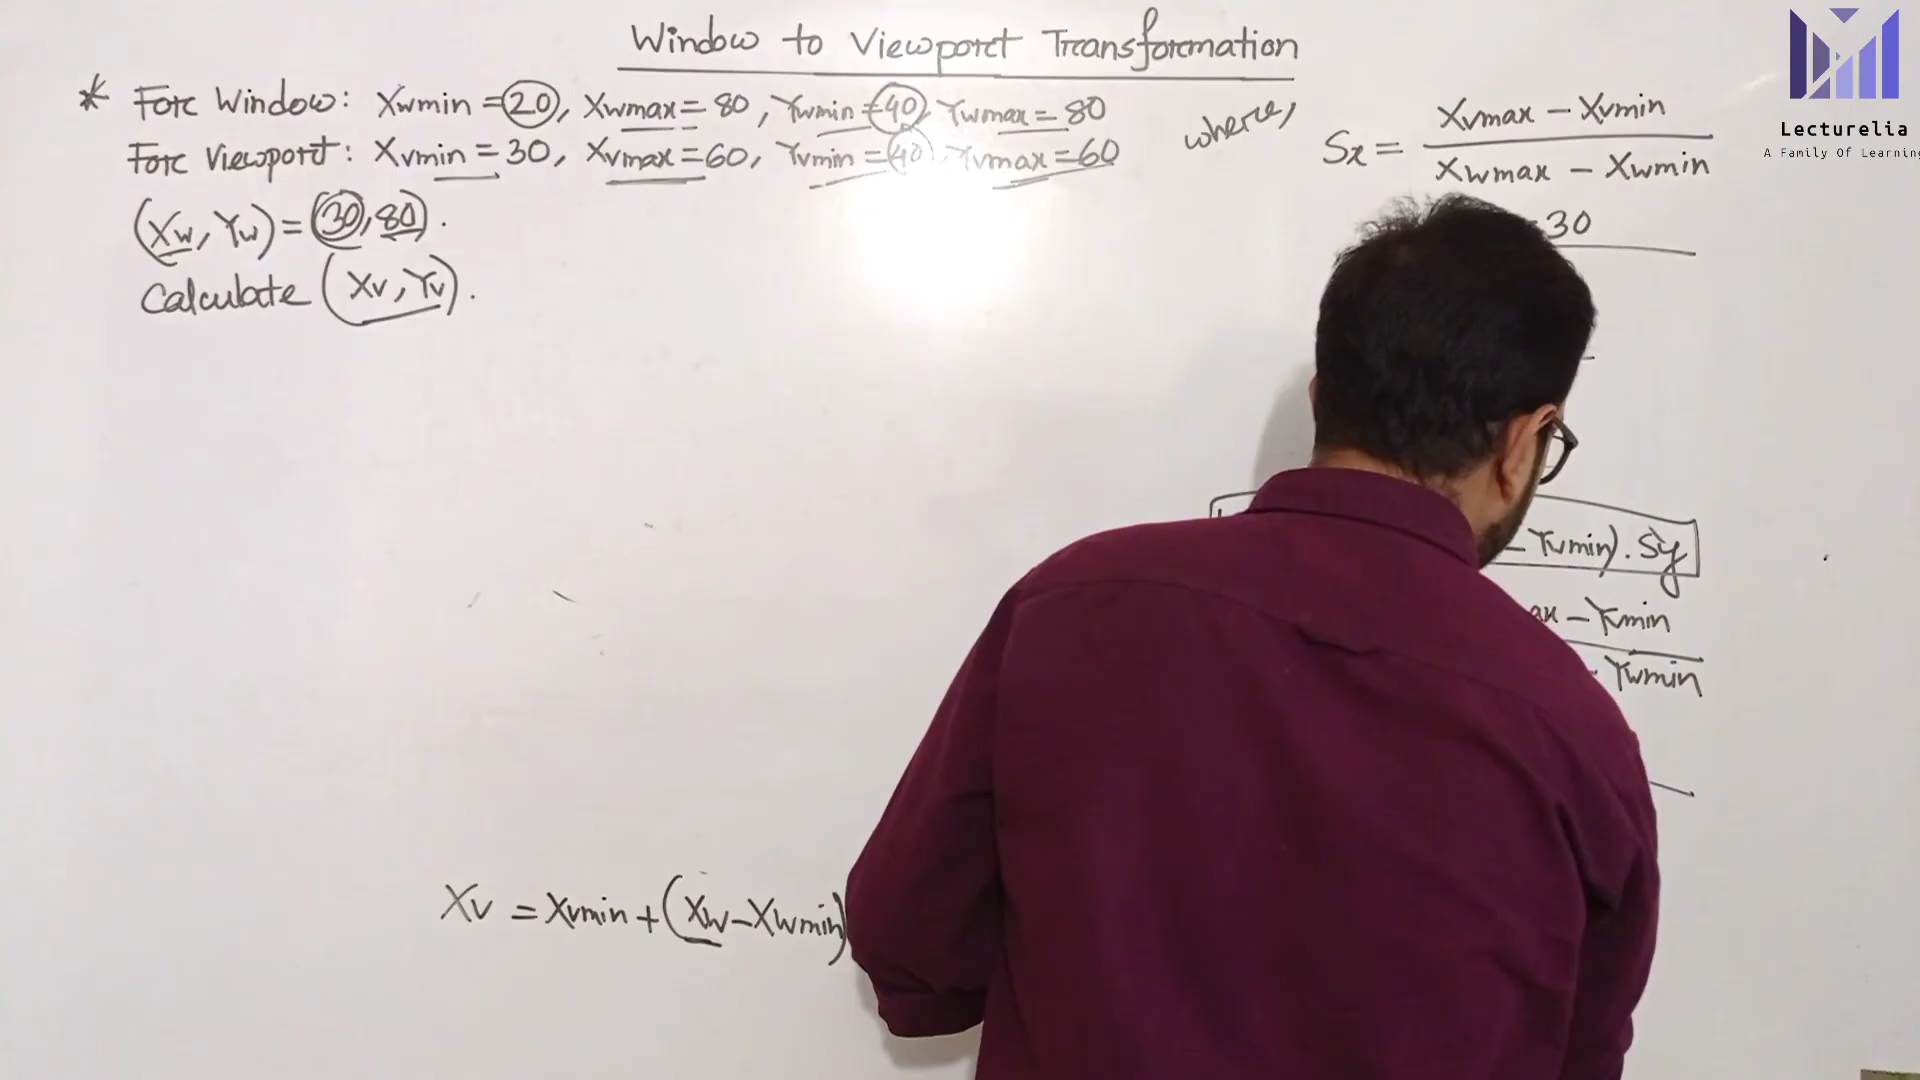 Window to Viewport Transformation
* For Window: Xwmin = 20, Xwmax = 80, Ywmin = 40, Ywmax = 80
For Viewport: Xvmin = 30, Xvmax = 60, Yvmin = 40, Yvmax = 60
(Xw, Yw) = (30, 80).
Calculate (Xv, Yv).
where,
Sx = Xvmax - Xvmin
Xwmax - Xwmin
30
- Yvmin). Sy
- Yvmin
- Ywmin
Xv = Xvmin + (Xw - Xwmin)
Lecturelia
A Family Of Learning